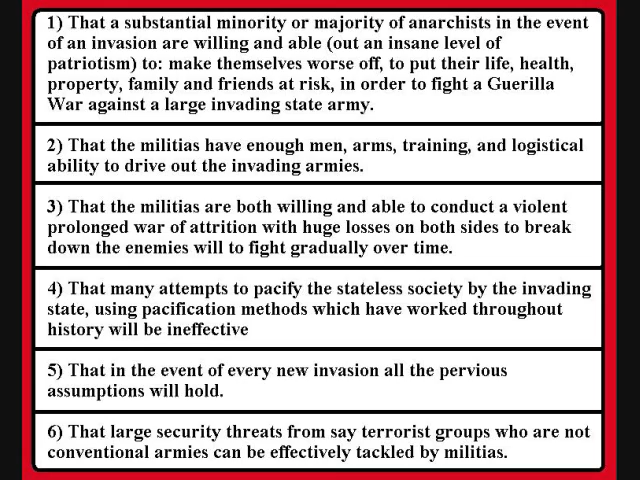 1) That a substantial minority or majority of anarchists in the event
of an invasion are willing and able (out an insane level of
patriotism) to: make themselves worse off, to put their life, health,
property, family and friends at risk, in order to fight a Guerilla
War against a large invading state army.
2) That the militias have enough men, arms, training, and logistical
ability to drive out the invading armies.
3) That the militias are both willing and able to conduct a violent
prolonged war of attrition with huge losses on both sides to break
down the enemies will to fight gradually over time.
4) That many attempts to pacify the stateless society by the invading
state, using pacification methods which have worked throughout
history will be ineffective
5) That in the event of every new invasion all the pervious
assumptions will hold.
6) That large security threats from say terrorist groups who are not
conventional armies can be effectively tackled by militias.